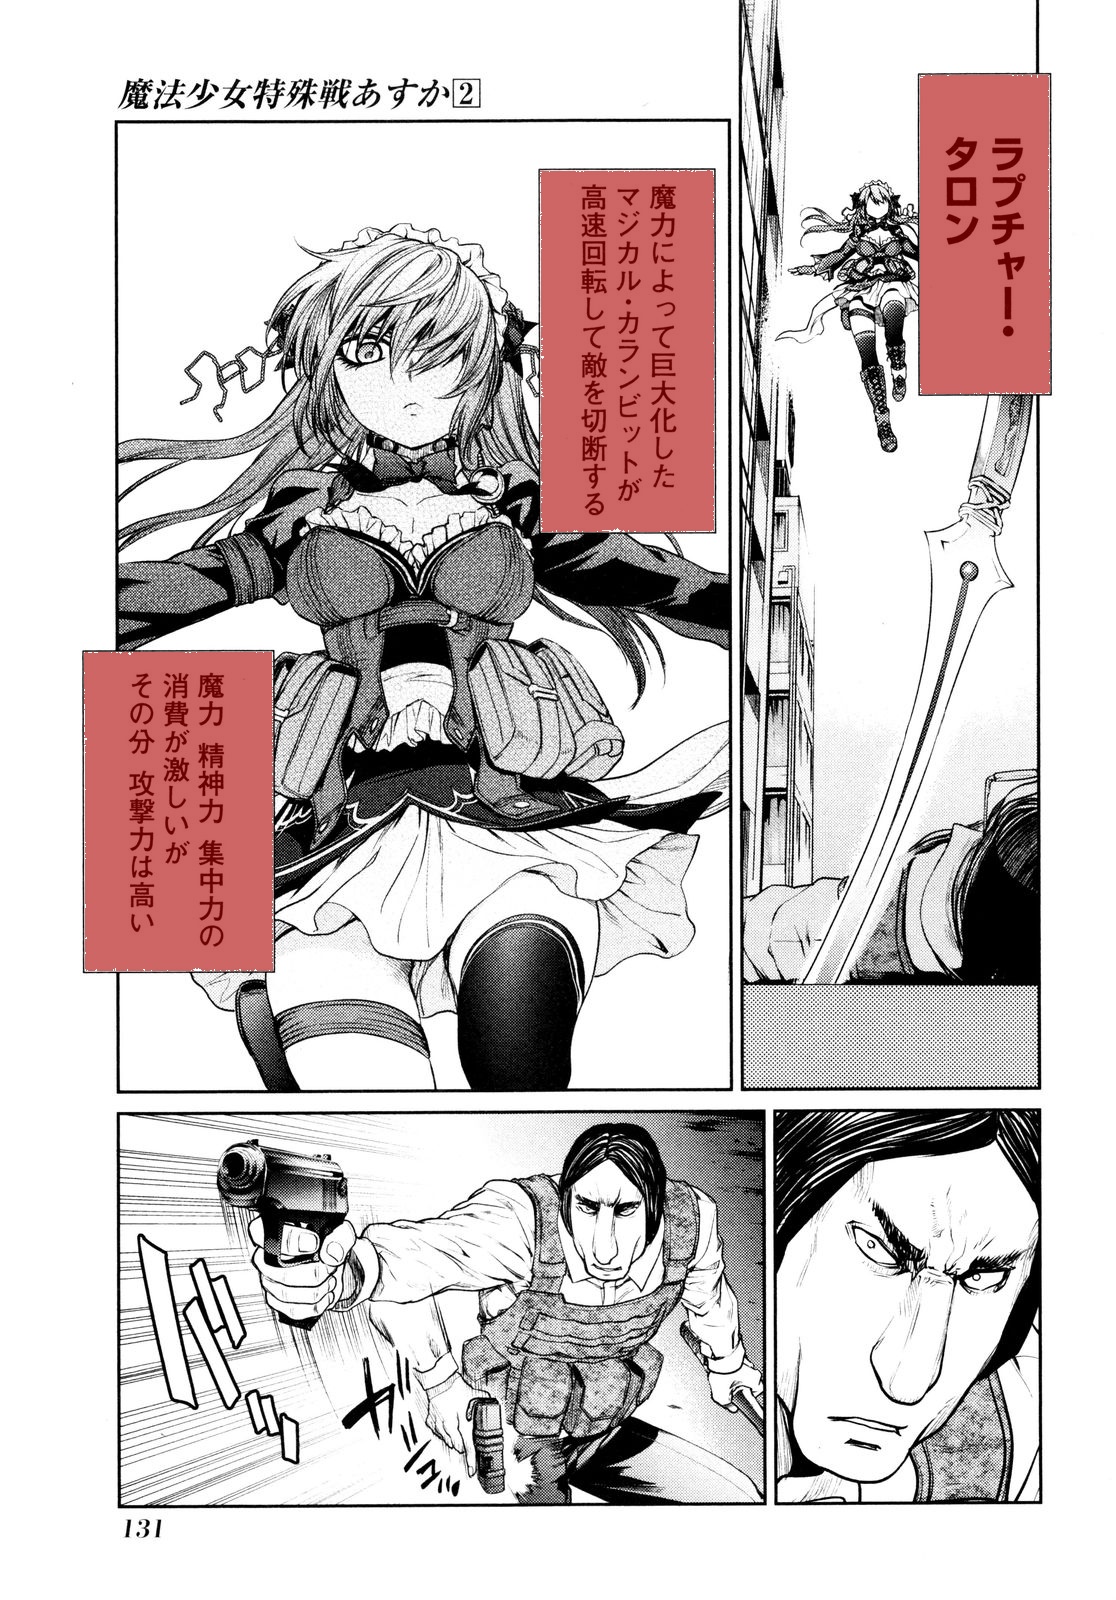 魔法少女特殊戦あすか2
ラプチャー・
タロン
魔力によって巨大化した
マジカル・カランビットが
高速回転して敵を切断する
魔力 精神力 集中力の
消費が激しいが
その分 攻撃力は高い
131